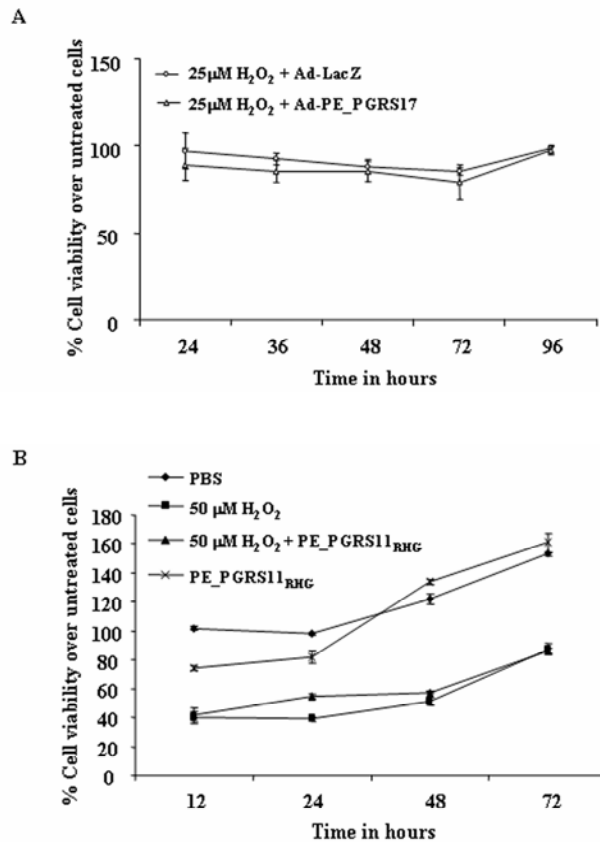 A
150
25µM H₂O₂ + Ad-LacZ
25µM H₂O₂ + Ad-PE_PGRS17
100
50
0
% Cell viability over untreated cells
24 36 48 72 96
Time in hours
B
PBS
50 µM H₂O₂
50 µM H₂O₂ + PE_PGRS11RHG
PE_PGRS11RHG
180
160
140
120
100
80
60
40
20
0
% Cell viability over untreated cells
12 24 48 72
Time in hours